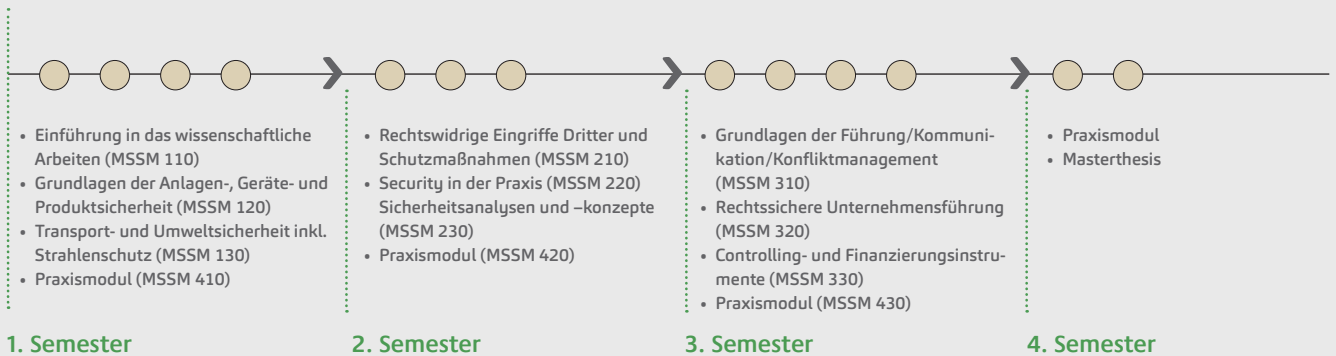 • Einführung in das wissenschaftliche
Arbeiten (MSSM 110)
• Grundlagen der Anlagen-, Geräte- und
Produktsicherheit (MSSM 120)
• Transport- und Umweltsicherheit inkl.
Strahlenschutz (MSSM 130)
• Praxismodul (MSSM 410)
1. Semester
• Rechtswidrige Eingriffe Dritter und
Schutzmaßnahmen (MSSM 210)
• Security in der Praxis (MSSM 220)
Sicherheitsanalysen und –konzepte
(MSSM 230)
• Praxismodul (MSSM 420)
2. Semester
• Grundlagen der Führung/Kommuni-
kation/Konfliktmanagement
(MSSM 310)
• Rechtssichere Unternehmensführung
(MSSM 320)
• Controlling- und Finanzierungsinstru-
mente (MSSM 330)
• Praxismodul (MSSM 430)
3. Semester
• Praxismodul
• Masterthesis
4. Semester